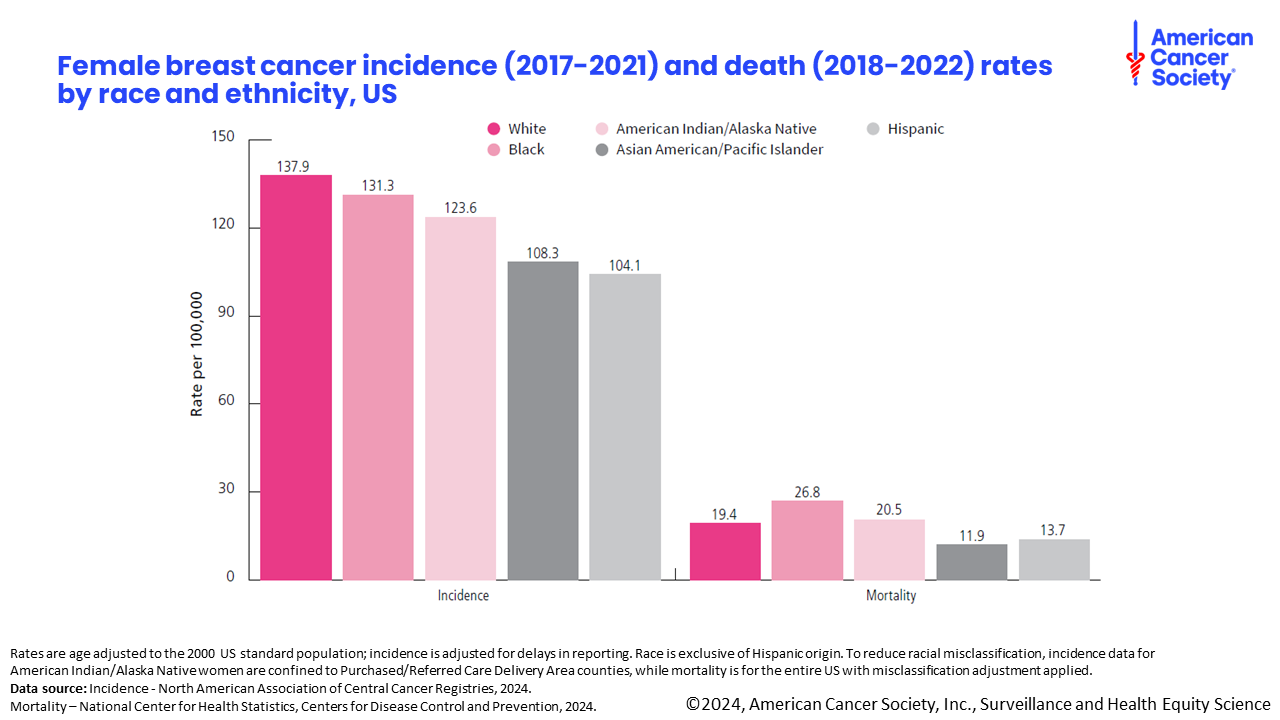 Female breast cancer incidence (2017-2021) and death (2018-2022) rates
by race and ethnicity, US
American
Cancer
Society®
White
American Indian/Alaska Native
Hispanic
Black
Asian American/Pacific Islander
Rate per 100,000
150
120
90
60
30
0
137.9
131.3
123.6
108.3
104.1
19.4
26.8
20.5
11.9
13.7
Incidence
Mortality
Rates are age adjusted to the 2000 US standard population; incidence is adjusted for delays in reporting. Race is exclusive of Hispanic origin. To reduce racial misclassification, incidence data for
American Indian/Alaska Native women are confined to Purchased/Referred Care Delivery Area counties, while mortality is for the entire US with misclassification adjustment applied.
Data source: Incidence - North American Association of Central Cancer Registries, 2024.
Mortality – National Center for Health Statistics, Centers for Disease Control and Prevention, 2024.
©2024, American Cancer Society, Inc., Surveillance and Health Equity Science